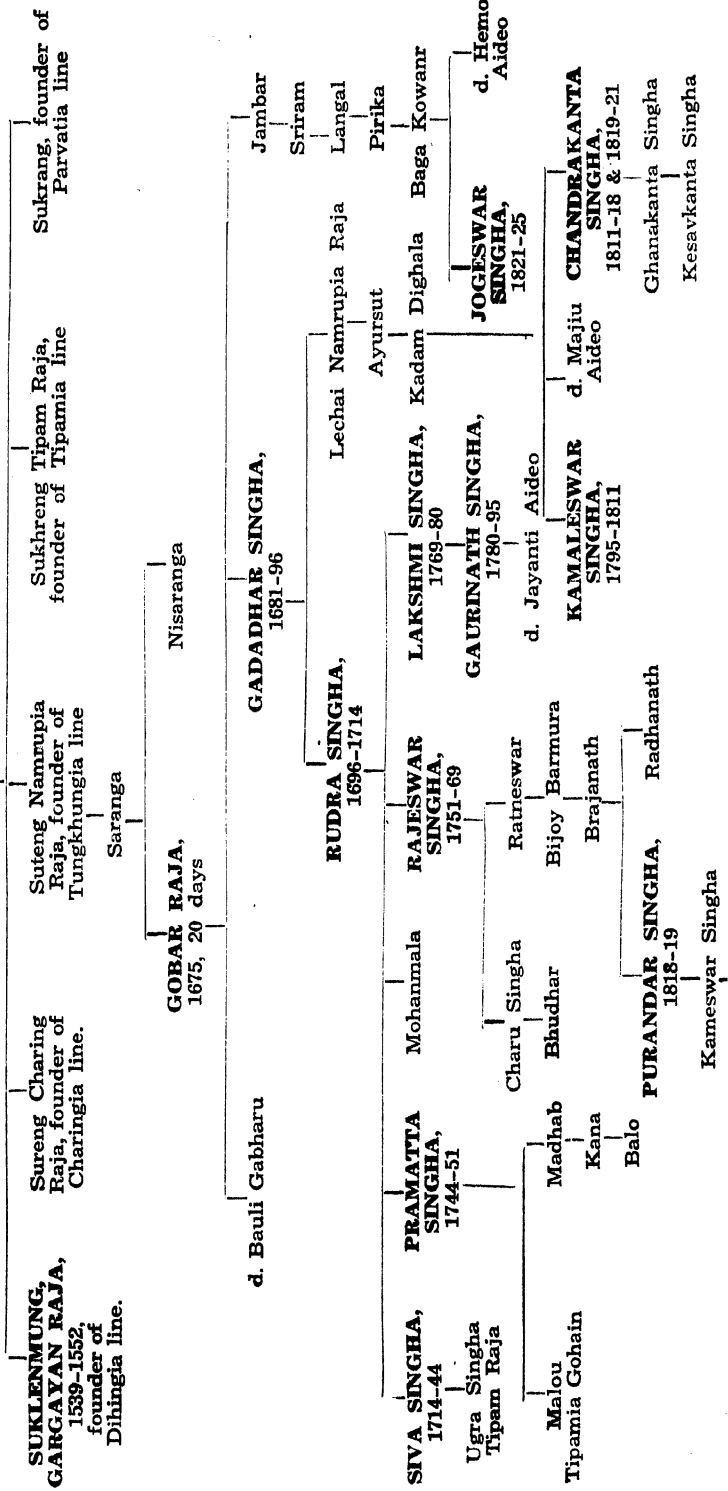 SUKLENMUNG,
GARGAYAN RAJA,
1539-1552,
founder of
Dihingia line.
Sureng Charing
Raja, founder of
Charingia line.
Suteng Namrupia
Raja, founder of
Tungkhungia line
Sukhreng Tipam Raja,
founder of Tipamia line
Sukrang, founder of
Parvatia line
Saranga
GOBAR RAJA,
1675, 20 days
Nisaranga
d. Bauli Gabharu
GADADHAR SINGHA,
1681-96
Jambar
Sriram
Langal
Pirika
Baga Kowanr
RUDRA SINGHA,
1696-1714
Lechai Namrupia Raja
Ayursut
Kadam Dighala
SIVA SINGHA,
1714-44
Ugra Singha
Tipam Raja
PRAMATTA
SINGHA,
1744-51
Mohanmala
RAJESWAR
SINGHA,
1751-69
LAKSHMI SINGHA,
1769-80
GAURINATH SINGHA,
1780-95
d. Jayanti Aideo
JOGESWAR
SINGHA,
1821-25
d. Hemo
Aideo
Malou
Tipamia Gohain
Madhab
Kana
Balo
Charu Singha
Bhudhar
Ratneswar
Bijoy Barmura
Brajanath
KAMALESWAR
SINGHA,
1795-1811
d. Majiu
Aideo
CHANDRAKANTA
SINGHA,
1811-18 & 1819-21
Ghanakanta Singha
Kesavkanta Singha
PURANDAR SINGHA,
1818-19
Radhanath
Kameswar Singha